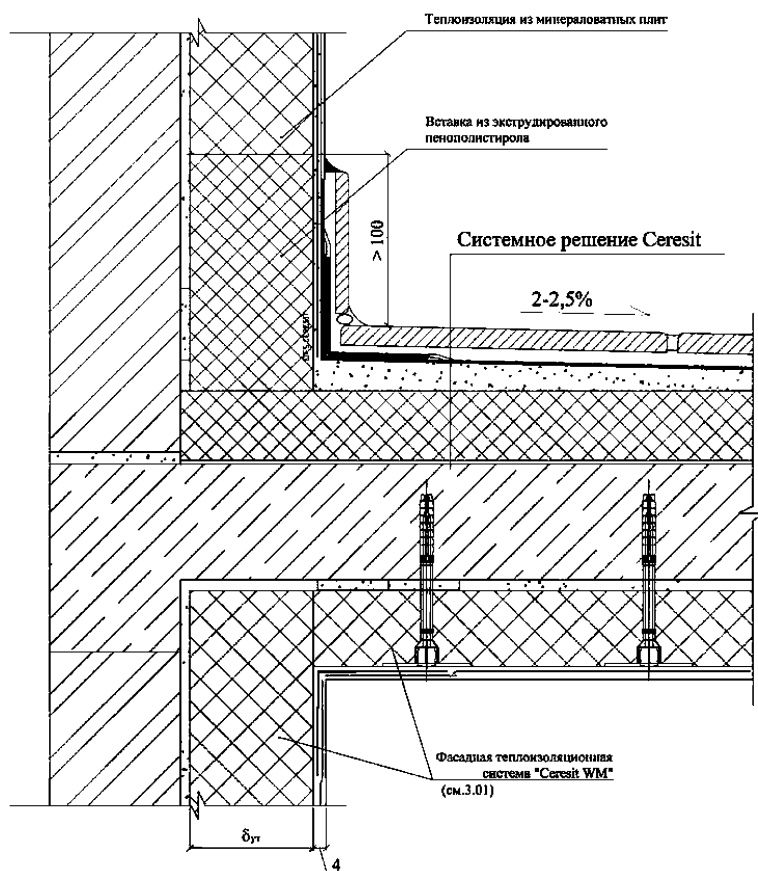 Теплоизоляция из минераловатных плит
Вставка из экструдированного
пенополистирола
> 100
Системное решение Ceresit
2-2,5%
Фасадная теплоизоляционная
система "Ceresit WM"
(см.3.01)
δут
4